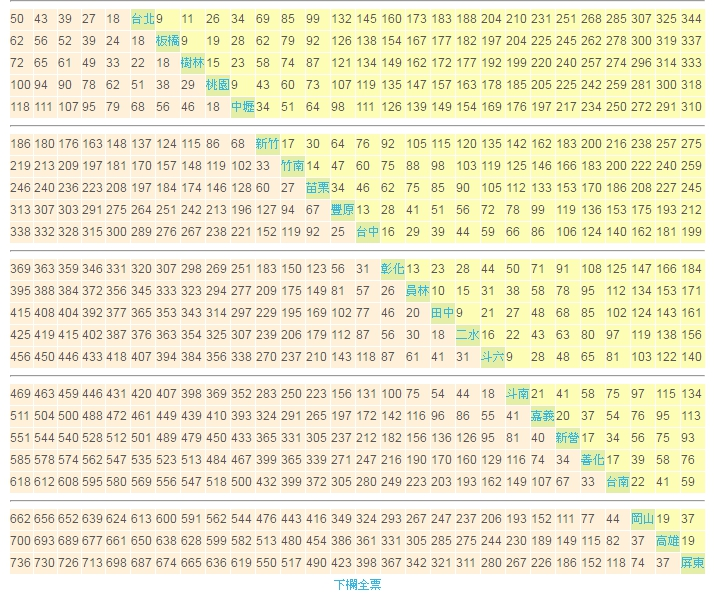 50 43 39 27 18 台北 9 11 26 34 69 85 99 132 145 160 173 183 188 204 210 231 251 268 285 307 325 344
62 56 52 39 24 18 板橋 9 19 28 62 79 92 126 138 154 167 177 182 197 204 225 245 262 278 300 319 337
72 65 61 49 33 22 18 樹林 15 23 58 74 87 121 134 149 162 172 177 192 199 220 240 257 274 296 314 333
100 94 90 78 62 51 38 29 桃園 9 43 60 73 107 119 135 147 157 163 178 185 205 225 242 259 281 300 318
118 111 107 95 79 68 56 46 18 中壢 34 51 64 98 111 126 139 149 154 169 176 197 217 234 250 272 291 310
186 180 176 163 148 137 124 115 86 68 新竹 17 30 64 76 92 105 115 120 135 142 162 183 200 216 238 257 275
219 213 209 197 181 170 157 148 119 102 33 竹南 14 47 60 75 88 98 103 119 125 146 166 183 200 222 240 259
246 240 236 223 208 197 184 174 146 128 60 27 苗栗 34 46 62 75 85 90 105 112 133 153 170 186 208 227 245
313 307 303 291 275 264 251 242 213 196 127 94 67 豐原 13 28 41 51 56 72 78 99 119 136 153 175 193 212
338 332 328 315 300 289 276 267 238 221 152 119 92 25 台中 16 29 39 44 59 66 86 106 124 140 162 181 199
369 363 359 346 331 320 307 298 269 251 183 150 123 56 31 彰化 13 23 28 44 50 71 91 108 125 147 166 184
395 388 384 372 356 345 333 323 294 277 209 175 149 81 57 26 員林 10 15 31 38 58 78 95 112 134 153 171
415 408 404 392 377 365 353 343 314 297 229 195 169 102 77 46 20 田中 9 21 27 48 68 85 102 124 143 161
425 419 415 402 387 376 363 354 325 307 239 206 179 112 87 56 30 18 二水 16 22 43 63 80 97 119 138 156
456 450 446 433 418 407 394 384 356 338 270 237 210 143 118 87 61 41 31 斗六 9 28 48 65 81 103 122 140
469 463 459 446 431 420 407 398 369 352 283 250 223 156 131 100 75 54 44 18 斗南 21 41 58 75 97 115 134
511 504 500 488 472 461 449 439 410 393 324 291 265 197 172 142 116 96 86 55 41 嘉義 20 37 54 76 95 113
551 544 540 528 512 501 489 479 450 433 365 331 305 237 212 182 156 136 126 95 81 40 新營 17 34 56 75 93
585 578 574 562 547 535 523 513 484 467 399 365 339 271 247 216 190 170 160 129 116 74 34 善化 17 39 58 76
618 612 608 595 580 569 556 547 518 500 432 399 372 305 280 249 223 203 193 162 149 107 67 33 台南 22 41 59
662 656 652 639 624 613 600 591 562 544 476 443 416 349 324 293 267 247 237 206 193 152 111 77 44 岡山 19 37
700 693 689 677 661 650 638 628 599 582 513 480 454 386 361 331 305 285 275 244 230 189 149 115 82 37 高雄 19
736 730 726 713 698 687 674 665 636 619 550 517 490 423 398 367 342 321 311 280 267 226 186 152 118 74 37 屏東
下欄全票